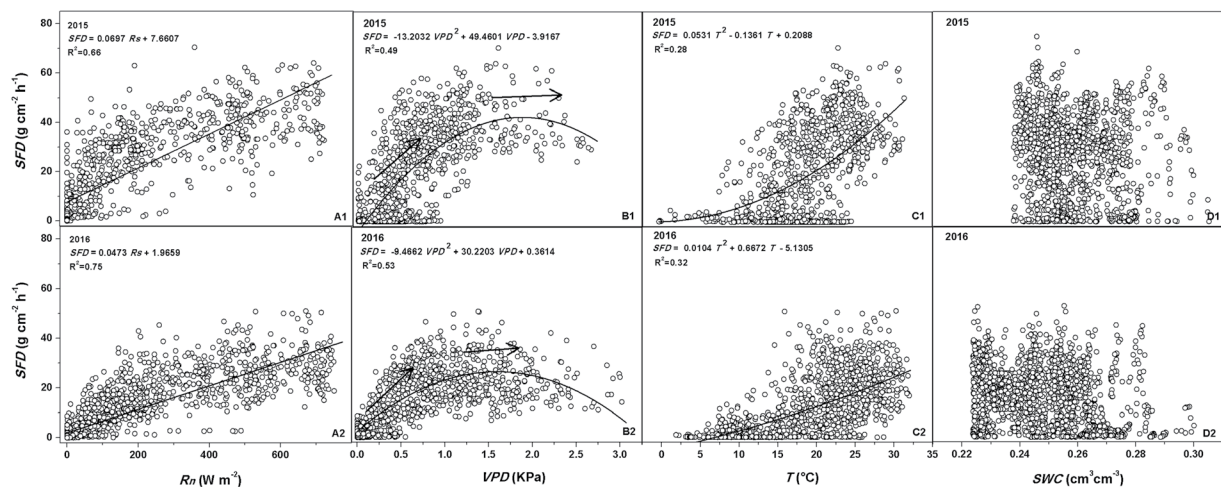 2015
SFD = 0.0697 Rs + 7.6607
R²=0.66
A1
2015
SFD = -13.2032 VPD² + 49.4601 VPD - 3.9167
R²=0.49
B1
2015
SFD = 0.0531 T² - 0.1361 T + 0.2088
R²=0.28
C1
2015
D1
80
60
40
20
0
SFD (g cm⁻² h⁻¹)
2016
SFD = 0.0473 Rs + 1.9659
R²=0.75
A2
2016
SFD = -9.4662 VPD² + 30.2203 VPD + 0.3614
R²=0.53
B2
2016
SFD = 0.0104 T² + 0.6672 T - 5.1305
R²=0.32
C2
2016
D2
80
60
40
20
0
SFD (g cm⁻² h⁻¹)
0 200 400 600
0.0 0.5 1.0 1.5 2.0 2.5 3.0
0 5 10 15 20 25 30 35
0.22 0.24 0.26 0.28 0.30
Rn (W m⁻²)
VPD (KPa)
T (°C)
SWC (cm³cm⁻³)